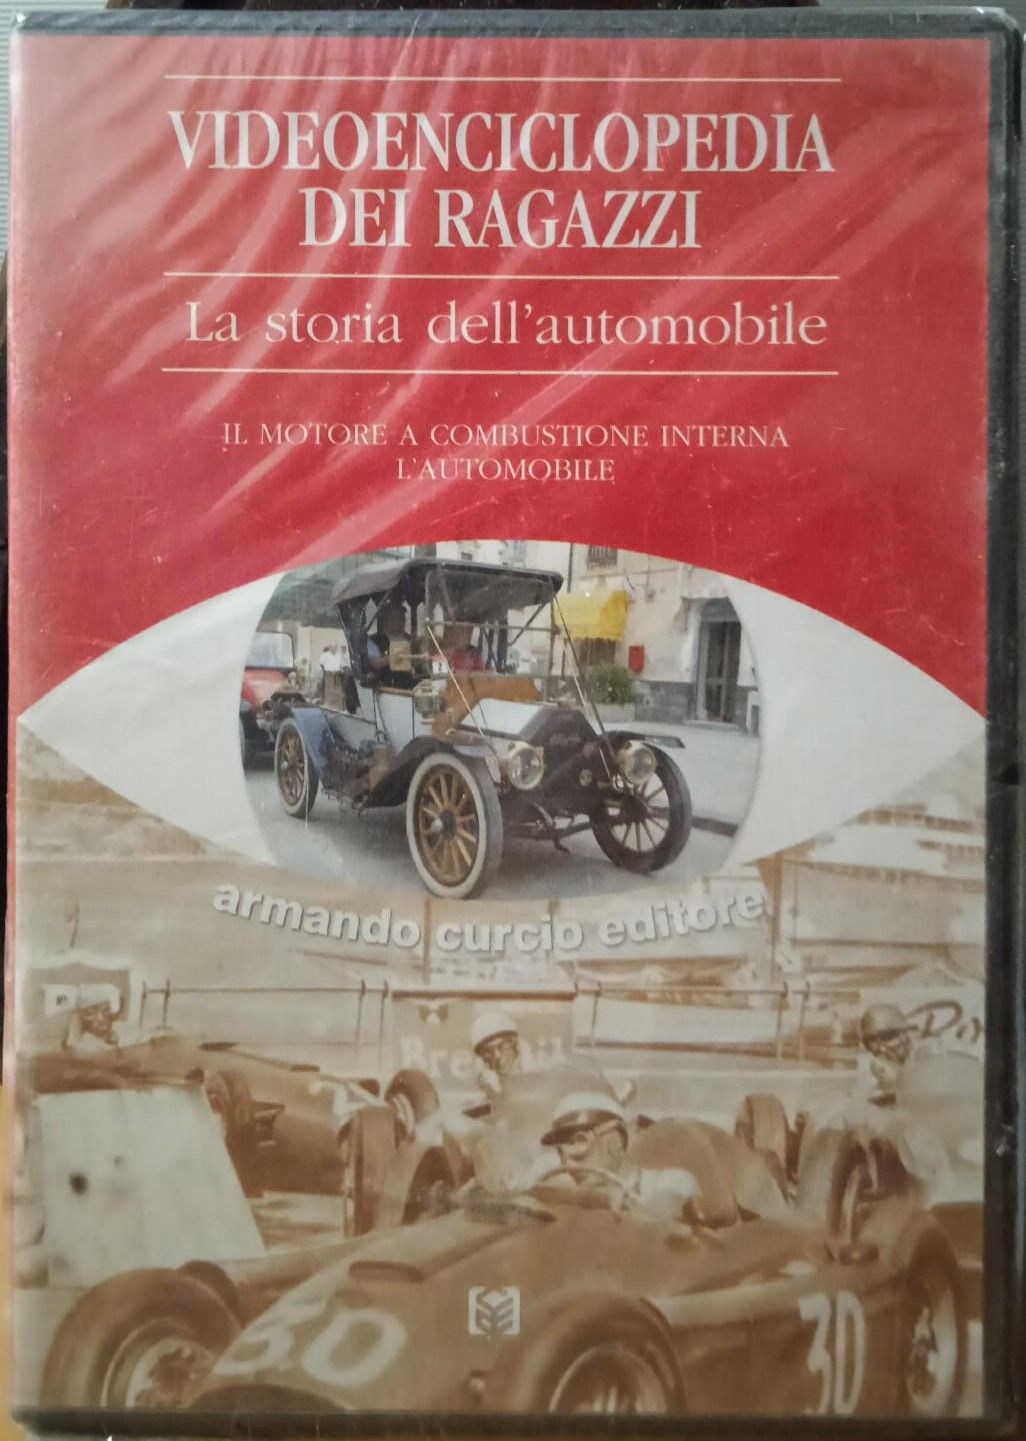 VIDEOENCICLOPEDIA
DEI RAGAZZI
La storia dell'automobile
IL MOTORE A COMBUSTIONE INTERNA
L'AUTOMOBILE
armando curcio editore
30
30